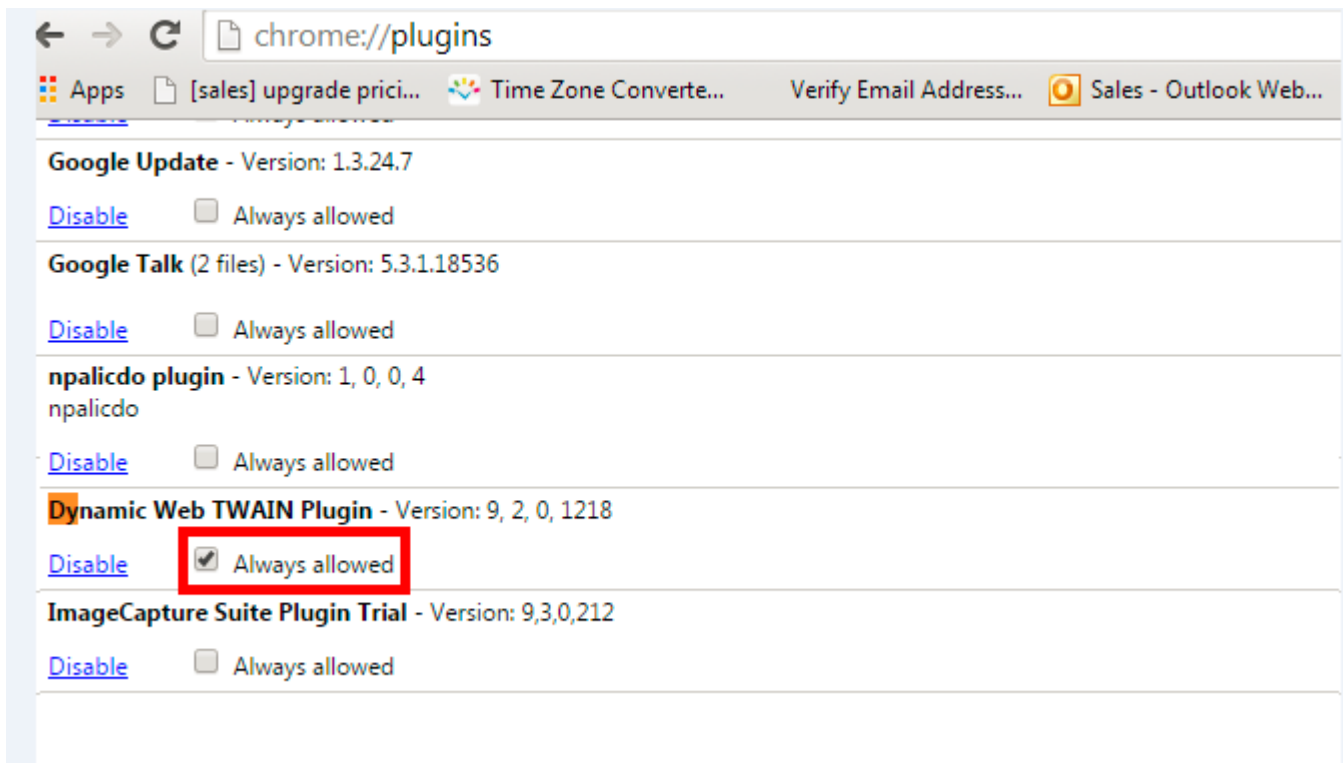 chrome://plugins
Apps [sales] upgrade prici... Time Zone Converte... Verify Email Address... Sales - Outlook Web...
Disable Always allowed
Google Update - Version: 1.3.24.7
Disable Always allowed
Google Talk (2 files) - Version: 5.3.1.18536
Disable Always allowed
npalicdo plugin - Version: 1, 0, 0, 4
npalicdo
Disable Always allowed
Dynamic Web TWAIN Plugin - Version: 9, 2, 0, 1218
Disable Always allowed
ImageCapture Suite Plugin Trial - Version: 9,3,0,212
Disable Always allowed